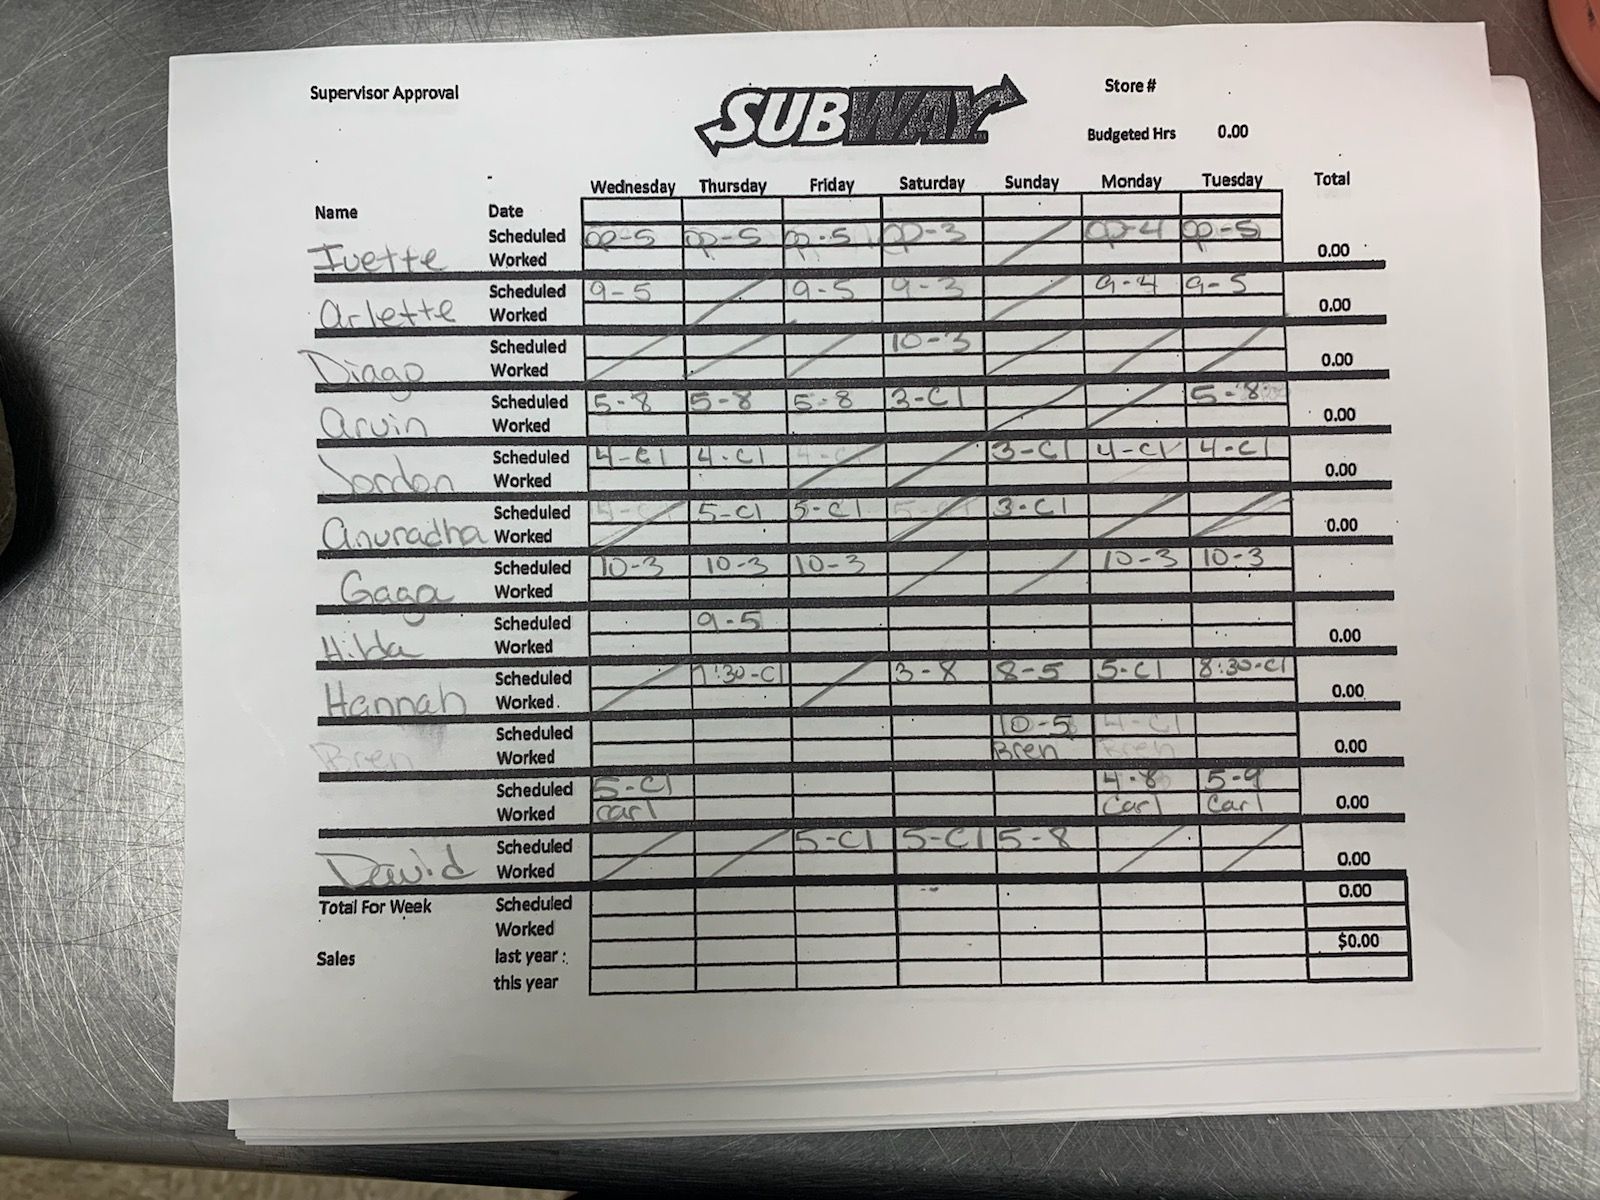 Supervisor Approval SUBWAY Store #
Budgeted Hrs 0.00
Wednesday Thursday Friday Saturday Sunday Monday Tuesday Total
Name Date
Scheduled op-5 op-5 op-5 op-3 op-4 op-5
Ivette Worked 0.00
Scheduled 9-5 9-5 9-3 9-4 9-5
Arlette Worked 0.00
Scheduled 10-3
Diago Worked 0.00
Scheduled 5-8 5-8 5-8 3-Cl 5-8
Arvin Worked 0.00
Scheduled 4-Cl 4-Cl 4-Cl 3-Cl 4-Cl 4-Cl
Jordan Worked 0.00
Scheduled 5-Cl 5-Cl 3-Cl
Anuradha Worked 0.00
Scheduled 10-3 10-3 10-3 10-3 10-3
Gaga Worked
Scheduled 9-5
Hilda Worked 0.00
Scheduled :30-Cl 3-8 8-5 5-Cl 8:30-Cl
Hannah Worked 0.00
Scheduled 10-5 4-Cl
Bren Worked Bren Bren 0.00
Scheduled 5-Cl 4-8 5-9
Worked Carl Carl Carl 0.00
Scheduled 5-Cl 5-Cl 5-8
David Worked 0.00
Total For Week Scheduled 0.00
Worked
Sales last year : $0.00
this year